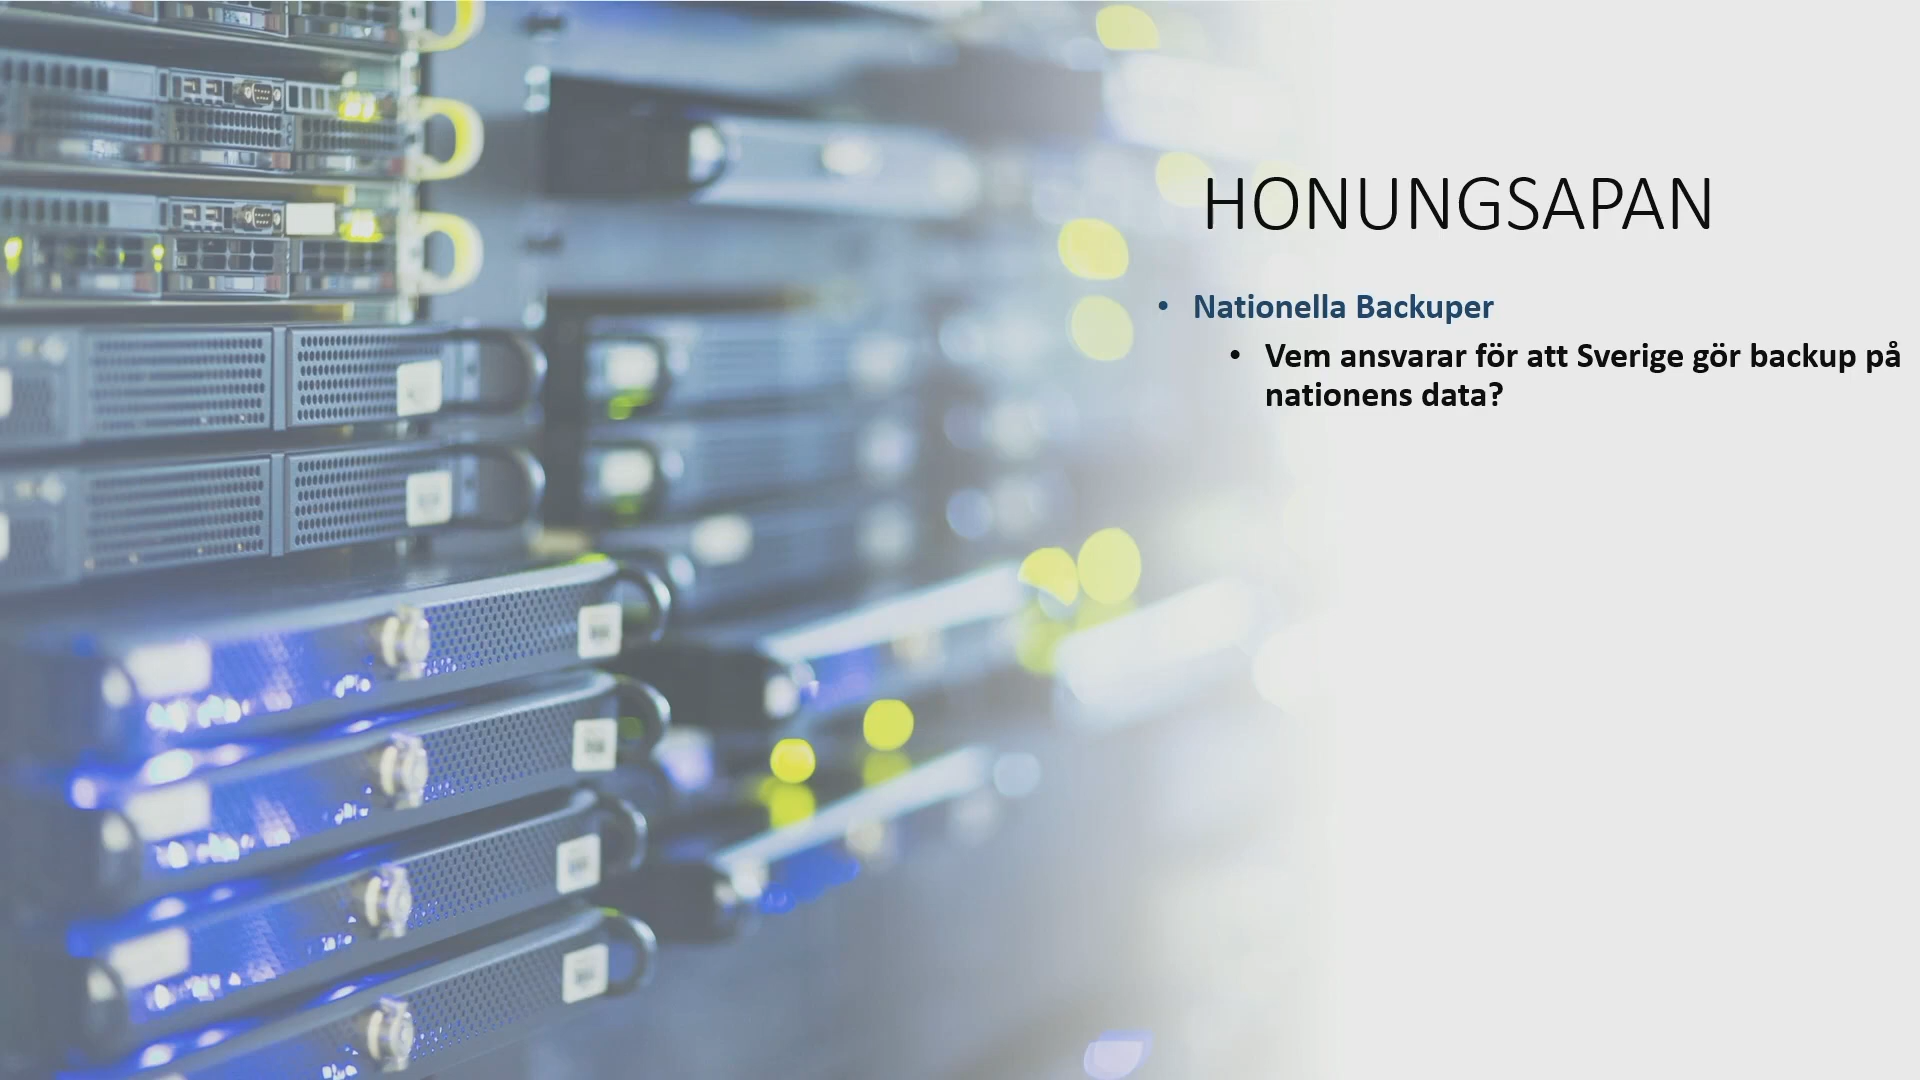 HONUNGSAPAN
• Nationella Backuper
• Vem ansvarar för att Sverige gör backup på
nationens data?